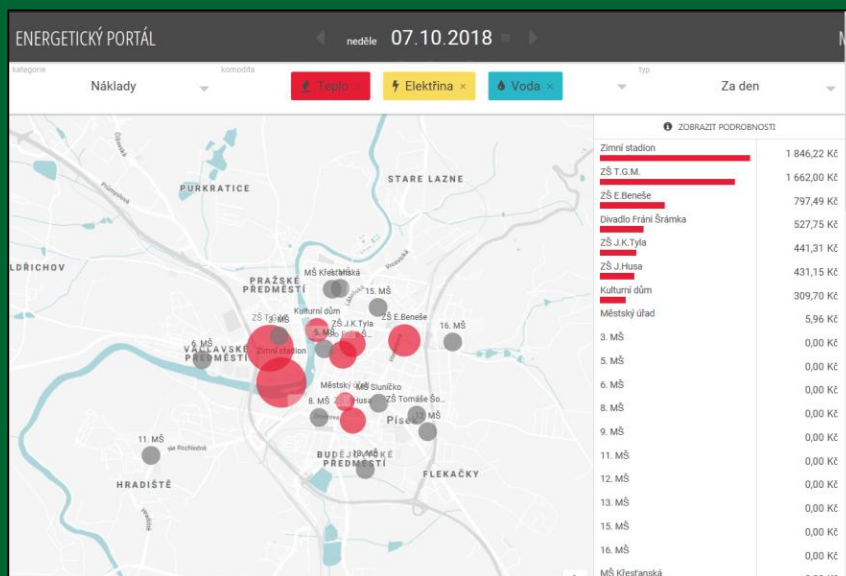 ENERGETICKÝ PORTÁL
neděle 07.10.2018
kategorie
komodita
typ
Náklady
Teplo ×
Elektřina ×
Voda ×
Za den
ZOBRAZIT PODROBNOSTI
Zimní stadion 1 846,22 Kč
ZŠ T.G.M. 1 662,00 Kč
ZŠ E.Beneše 797,49 Kč
Divadlo Fráni Šrámka 527,75 Kč
ZŠ J.K.Tyla 441,31 Kč
ZŠ J.Husa 431,15 Kč
Kulturní dům 309,70 Kč
Městský úřad 5,96 Kč
3. MŠ 0,00 Kč
5. MŠ 0,00 Kč
6. MŠ 0,00 Kč
8. MŠ 0,00 Kč
9. MŠ 0,00 Kč
11. MŠ 0,00 Kč
12. MŠ 0,00 Kč
13. MŠ 0,00 Kč
15. MŠ 0,00 Kč
16. MŠ 0,00 Kč
MŠ Křesťanská
PURKRATICE
STARE LAZNE
LDŘICHOV
PRAŽSKÉ
PŘEDMĚSTÍ
MŠ Křesťanská
15. MŠ
Kulturní dům
ZŠ J.K.Tyla
ZŠ E.Beneše
16. MŠ
6. MŠ
VÁCLAVSKÉ
PŘEDMĚSTÍ
Zimní stadion
Městský
MŠ Sluníčko
8. MŠ
J.Husa
ZŠ Tomáše Šo...
Písek
11. MŠ
HRADIŠTĚ
PŘEDMĚSTÍ
FLEKAČKY